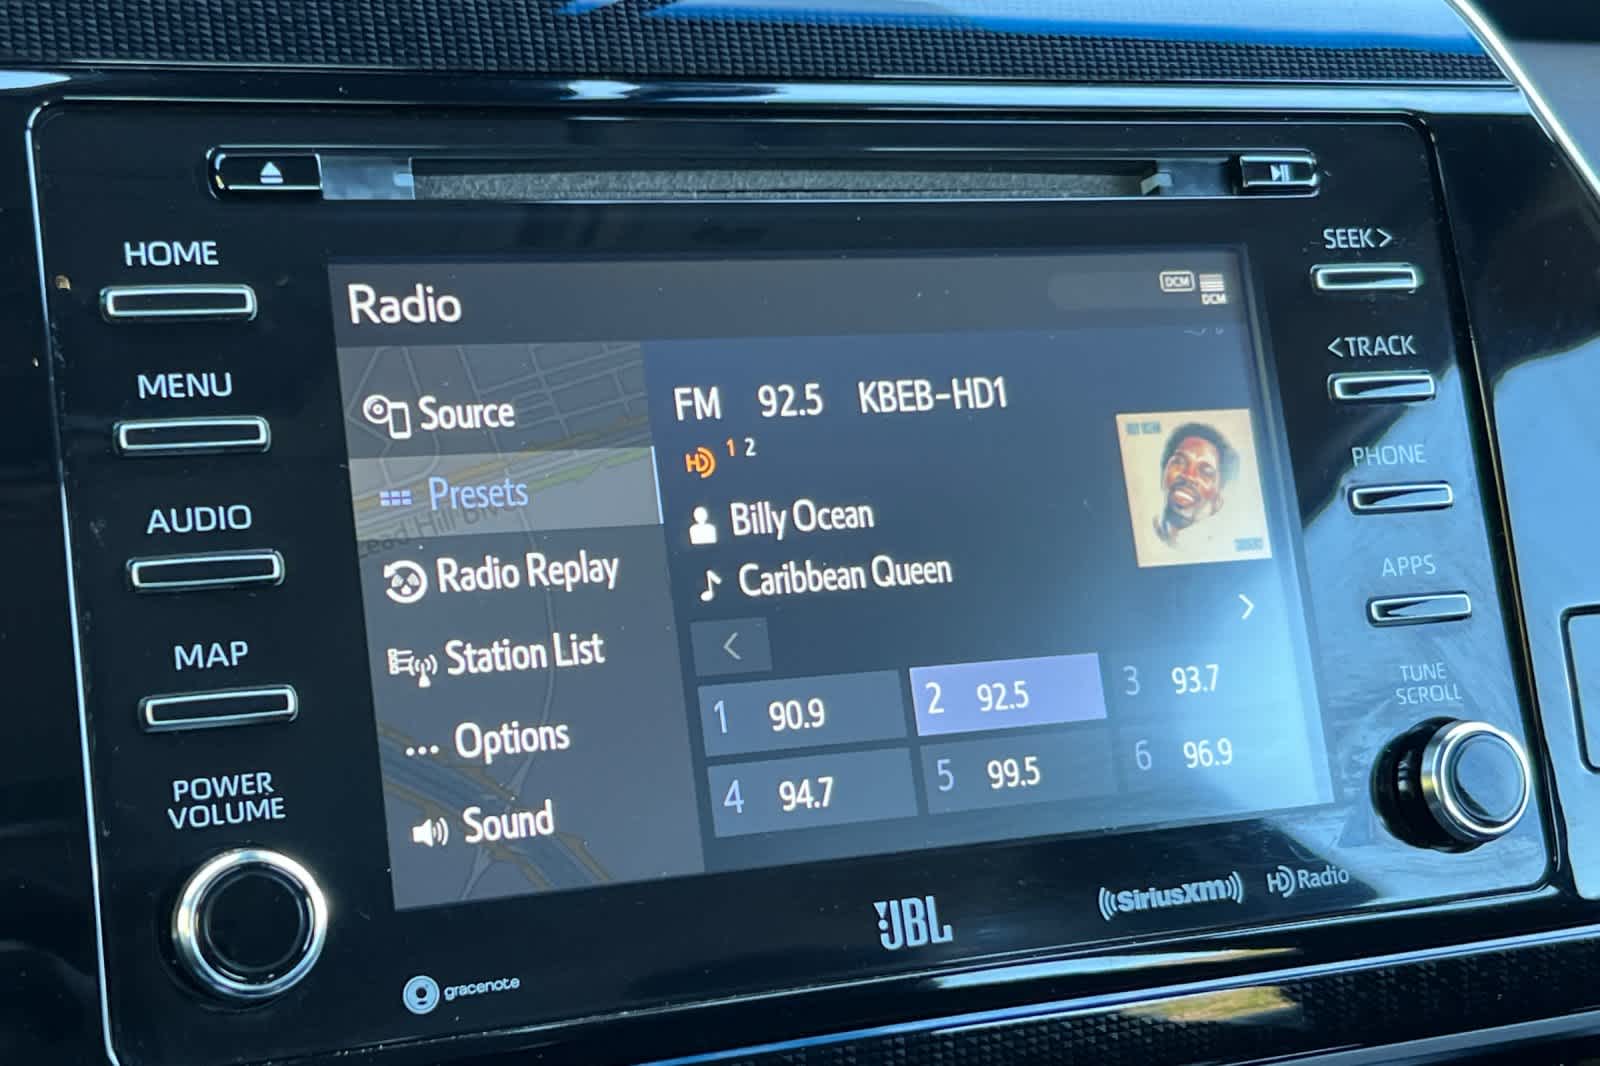 HOME
MENU
AUDIO
MAP
POWER
VOLUME
SEEK>
<TRACK
PHONE
APPS
TUNE
SCROLL
Radio
DCM
DCM
Source
Presets
Radio Replay
Station List
Options
Sound
FM 92.5 KBEB-HD1
HD 1 2
Billy Ocean
Caribbean Queen
1 90.9
2 92.5
3 93.7
4 94.7
5 99.5
6 96.9
JBL
SiriusXM
HD Radio
gracenote